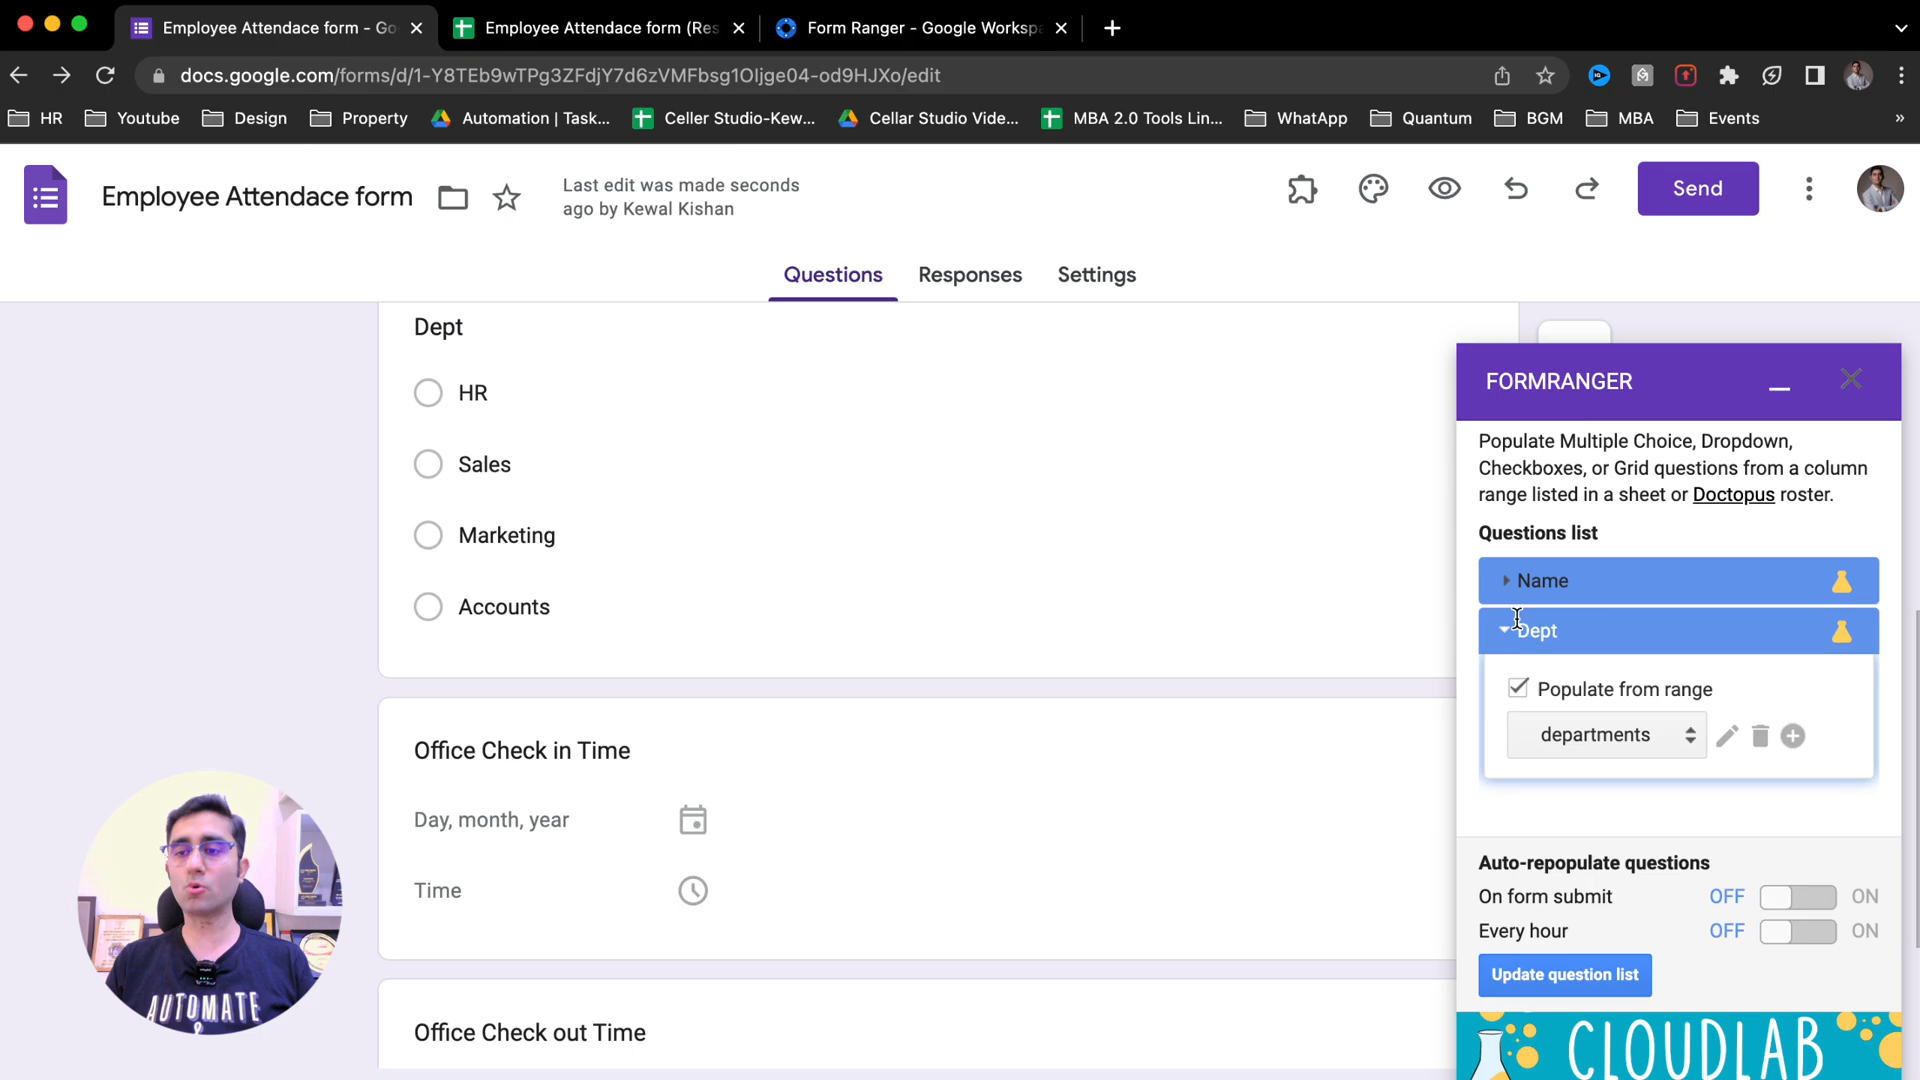 Employee Attendace form - Go
Employee Attendace form (Res
Form Ranger - Google Workspa
docs.google.com/forms/d/1-Y8TEb9wTPg3ZFdjY7d6zVMFbsg1OIjge04-od9HJXo/edit
HR
Youtube
Design
Property
Automation | Task...
Celler Studio-Kew...
Cellar Studio Vide...
MBA 2.0 Tools Lin...
WhatApp
Quantum
BGM
MBA
Events
»
Employee Attendace form
Last edit was made seconds
ago by Kewal Kishan
Send
Questions
Responses
Settings
Dept
HR
Sales
Marketing
Accounts
Office Check in Time
Day, month, year
Time
Office Check out Time
FORMRANGER
Populate Multiple Choice, Dropdown,
Checkboxes, or Grid questions from a column
range listed in a sheet or Doctopus roster.
Questions list
Name
Dept
Populate from range
departments
Auto-repopulate questions
On form submit OFF ON
Every hour OFF ON
Update question list
CLOUDLAB
AUTOMATE
&